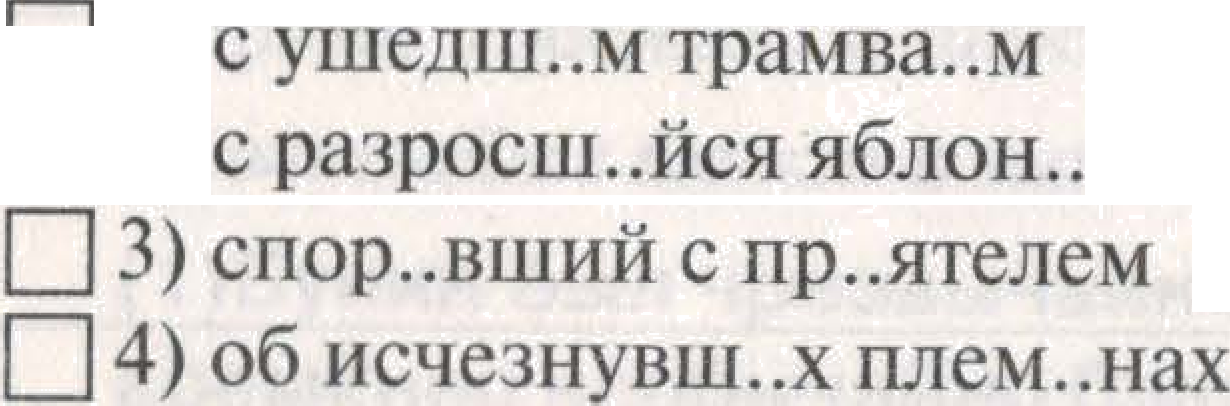 с ушедш..м трамва..м
с разросш..йся яблон..
3) спор..вший с пр..ятелем
4) об исчезнувш..х плем..нах